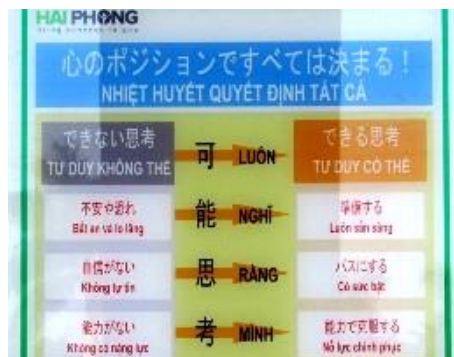 HAI PHONG
心のポジションですべては決まる！
NHIỆT HUYẾT QUYẾT ĐỊNH TẤT CẢ
できない思考
TƯ DUY KHÔNG THỂ
可 LUÔN
できる思考
TƯ DUY CÓ THỂ
不安や恐れ
Bất an và lo lắng
能 NGHĨ
準備する
Luôn sẵn sàng
自信がない
Không tự tin
思 RẰNG
バスにする
Có sức bật
能力がない
Không có năng lực
考 MÌNH
能力で克服する
Nỗ lực chinh phục